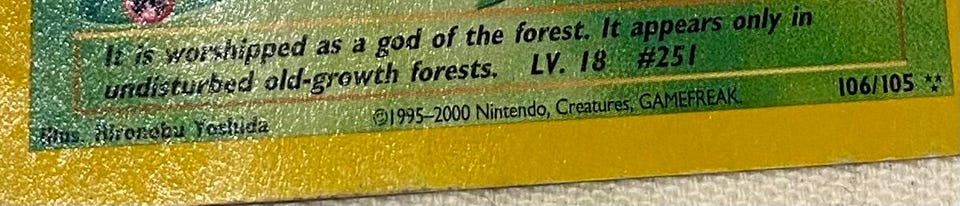 It is worshipped as a god of the forest. It appears only in
undisturbed old-growth forests. LV. 18 #251
Illus. Hironobu Yoshida ©1995–2000 Nintendo, Creatures, GAMEFREAK. 106/105 ★★